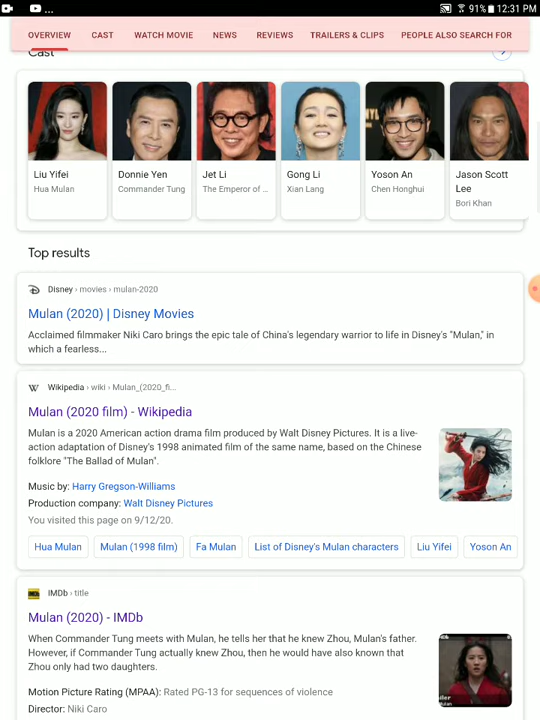 ... 91% 12:31 PM
OVERVIEW CAST WATCH MOVIE NEWS REVIEWS TRAILERS & CLIPS PEOPLE ALSO SEARCH FOR
Cast
Liu Yifei
Hua Mulan
Donnie Yen
Commander Tung
Jet Li
The Emperor of ...
Gong Li
Xian Lang
Yoson An
Chen Honghui
Jason Scott
Lee
Bori Khan
Top results
Disney › movies › mulan-2020
Mulan (2020) | Disney Movies
Acclaimed filmmaker Niki Caro brings the epic tale of China's legendary warrior to life in Disney's "Mulan," in
which a fearless...
W Wikipedia › wiki › Mulan_(2020_fi...
Mulan (2020 film) - Wikipedia
Mulan is a 2020 American action drama film produced by Walt Disney Pictures. It is a live-
action adaptation of Disney's 1998 animated film of the same name, based on the Chinese
folklore "The Ballad of Mulan".
Music by: Harry Gregson-Williams
Production company: Walt Disney Pictures
You visited this page on 9/12/20.
Hua Mulan Mulan (1998 film) Fa Mulan List of Disney's Mulan characters Liu Yifei Yoson An
IMDb › title
Mulan (2020) - IMDb
When Commander Tung meets with Mulan, he tells her that he knew Zhou, Mulan's father.
However, if Commander Tung actually knew Zhou, then he would have also known that
Zhou only had two daughters.
Motion Picture Rating (MPAA): Rated PG-13 for sequences of violence
Director: Niki Caro